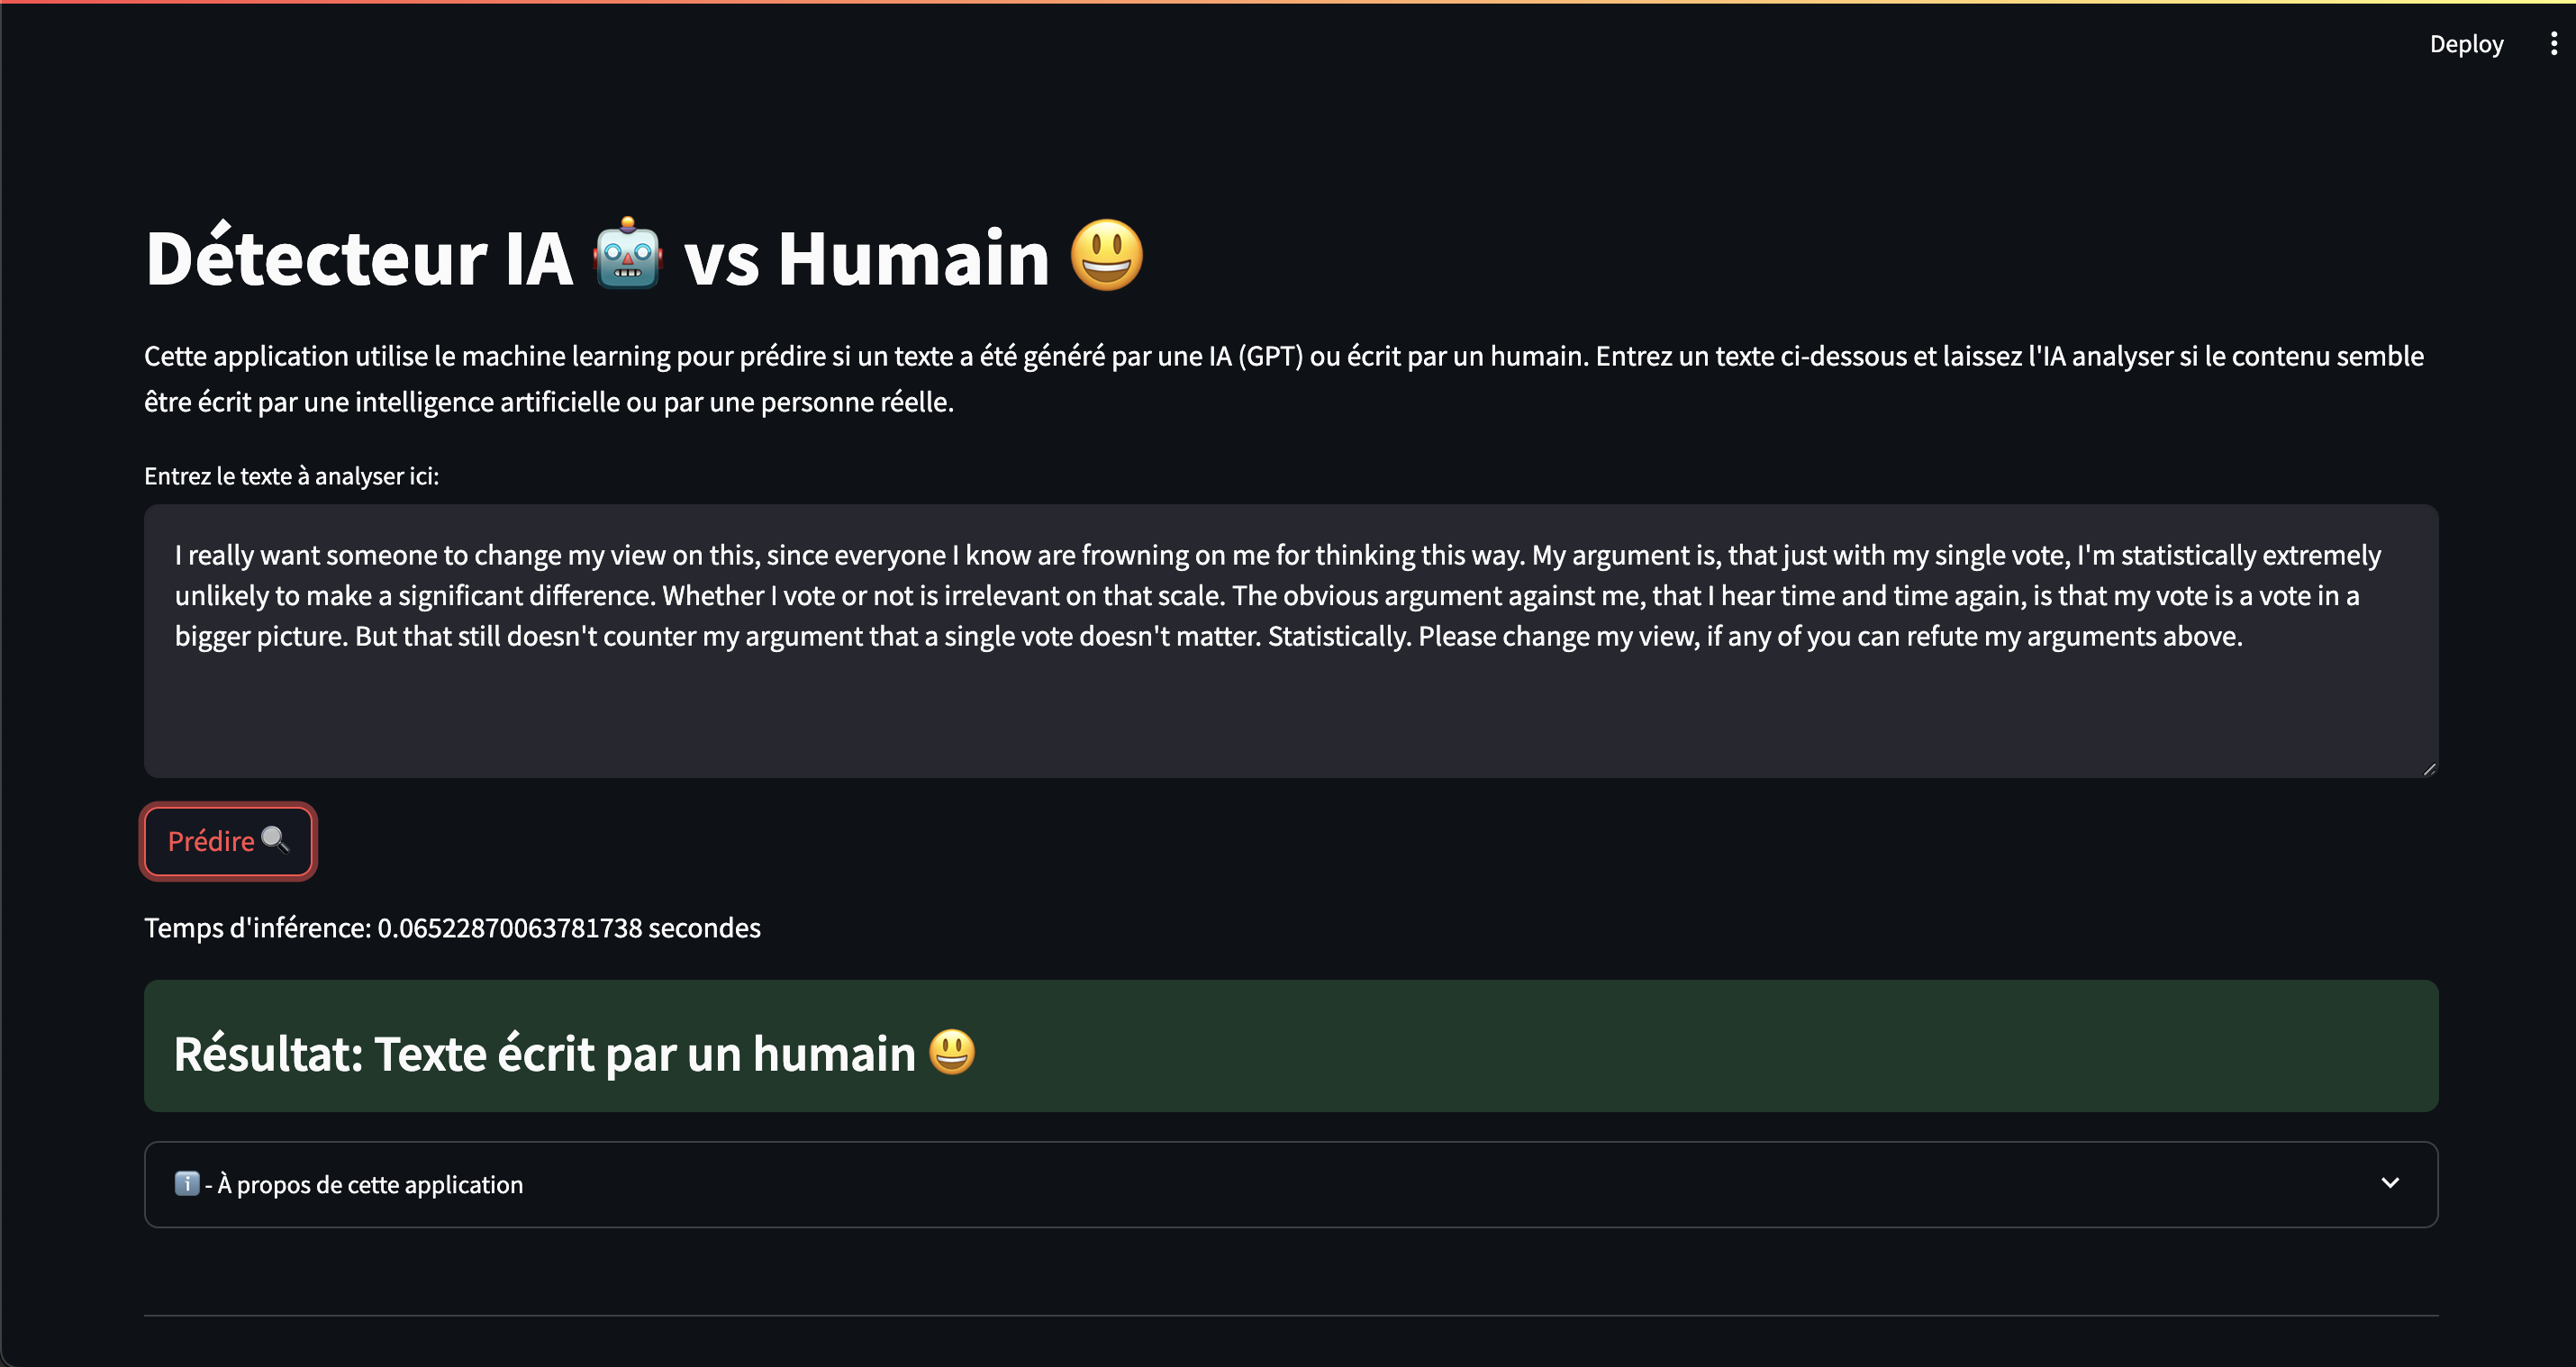 Deploy
Détecteur IA 🤖 vs Humain 😃
Cette application utilise le machine learning pour prédire si un texte a été généré par une IA (GPT) ou écrit par un humain. Entrez un texte ci-dessous et laissez l'IA analyser si le contenu semble
être écrit par une intelligence artificielle ou par une personne réelle.
Entrez le texte à analyser ici:
I really want someone to change my view on this, since everyone I know are frowning on me for thinking this way. My argument is, that just with my single vote, I'm statistically extremely
unlikely to make a significant difference. Whether I vote or not is irrelevant on that scale. The obvious argument against me, that I hear time and time again, is that my vote is a vote in a
bigger picture. But that still doesn't counter my argument that a single vote doesn't matter. Statistically. Please change my view, if any of you can refute my arguments above.
Prédire 🔍
Temps d'inférence: 0.06522870063781738 secondes
Résultat: Texte écrit par un humain 😃
ℹ️ - À propos de cette application